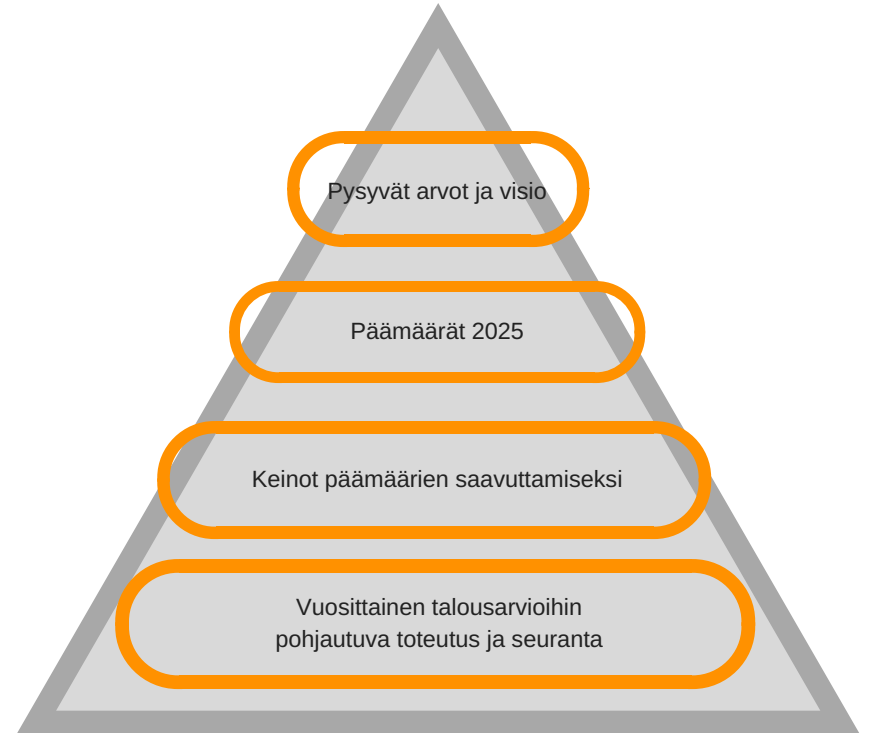 Pysyvät arvot ja visio
Päämäärät 2025
Keinot päämäärien saavuttamiseksi
Vuosittainen talousarvioihin
pohjautuva toteutus ja seuranta